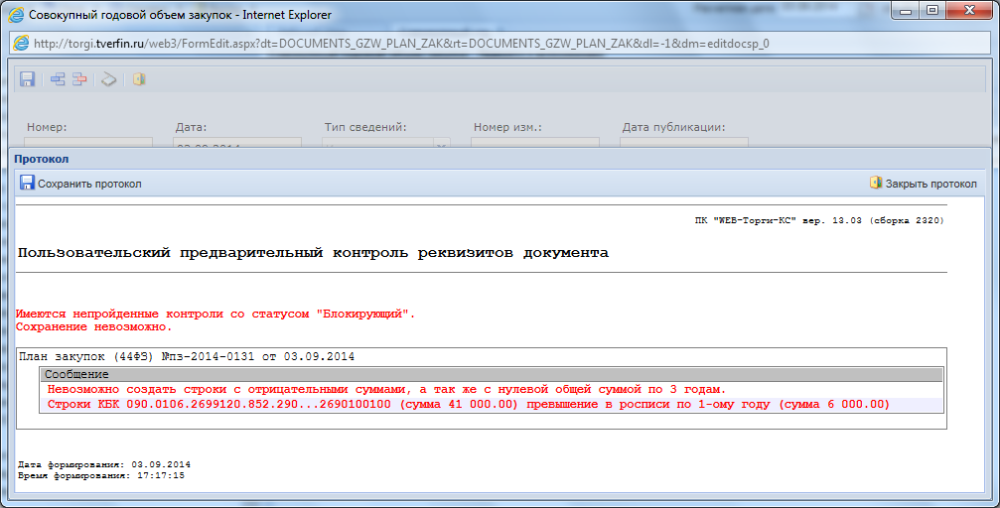 Совокупный годовой объем закупок - Internet Explorer
http://torgi.tverfin.ru/web3/FormEdit.aspx?dt=DOCUMENTS_GZW_PLAN_ZAK&rt=DOCUMENTS_GZW_PLAN_ZAK&dl=-1&dm=editdocsp_0
Номер: Дата: Тип сведений: Номер изм.: Дата публикации:
03.09.2014
Протокол
Сохранить протокол Закрыть протокол
ПК "WEB-Торги-КС" вер. 13.03 (сборка 2320)
Пользовательский предварительный контроль реквизитов документа
Имеются непройденные контроли со статусом "Блокирующий".
Сохранение невозможно.
План закупок (44ФЗ) №пз-2014-0131 от 03.09.2014
Сообщение
Невозможно создать строки с отрицательными суммами, а так же с нулевой общей суммой по 3 годам.
Строки КБК 090.0106.2699120.852.290...2690100100 (сумма 41 000.00) превышение в росписи по 1-ому году (сумма 6 000.00)
Дата формирования: 03.09.2014
Время формирования: 17:17:15